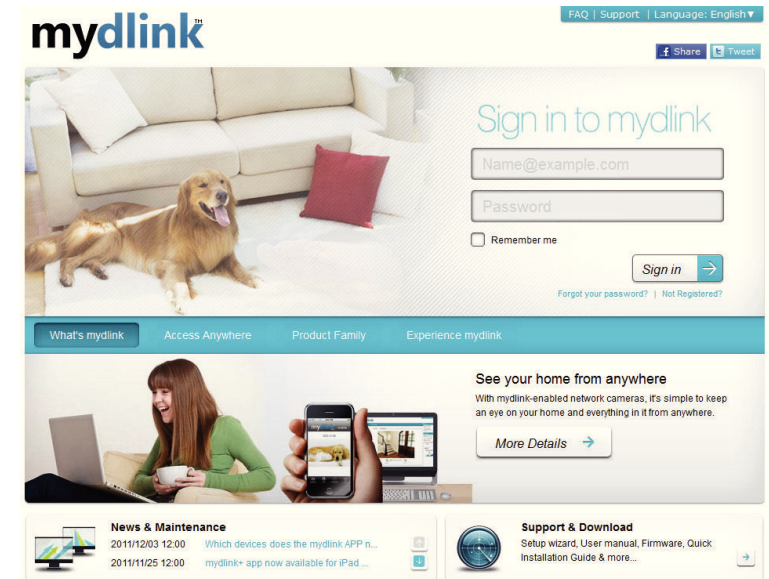 mydlink™
FAQ | Support | Language: English▼
Share Tweet
Sign in to mydlink
Name@example.com
Password
Remember me
Sign in
Forgot your password? | Not Registered?
What's mydlink Access Anywhere Product Family Experience mydlink
See your home from anywhere
With mydlink-enabled network cameras, it's simple to keep
an eye on your home and everything in it from anywhere.
More Details
News & Maintenance
2011/12/03 12:00 Which devices does the mydlink APP n...
2011/11/25 12:00 mydlink+ app now available for iPad ...
Support & Download
Setup wizard, User manual, Firmware, Quick
Installation Guide & more...